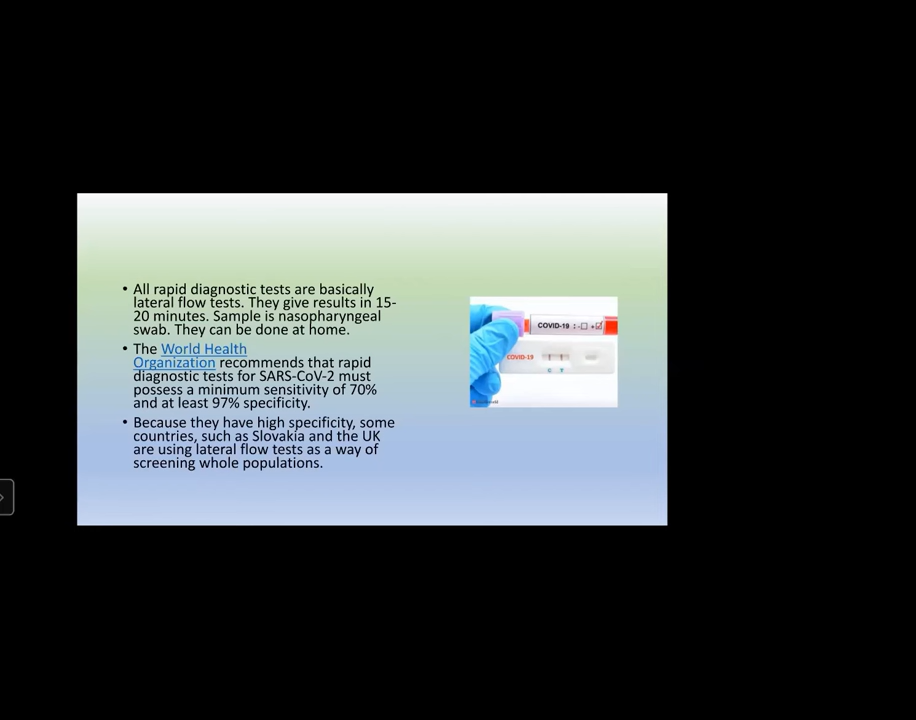 • All rapid diagnostic tests are basically
lateral flow tests. They give results in 15-
20 minutes. Sample is nasopharyngeal
swab. They can be done at home.
• The World Health
Organization recommends that rapid
diagnostic tests for SARS-CoV-2 must
possess a minimum sensitivity of 70%
and at least 97% specificity.
• Because they have high specificity, some
countries, such as Slovakia and the UK
are using lateral flow tests as a way of
screening whole populations.
COVID-19 : -☐ +☑
COVID-19
C T